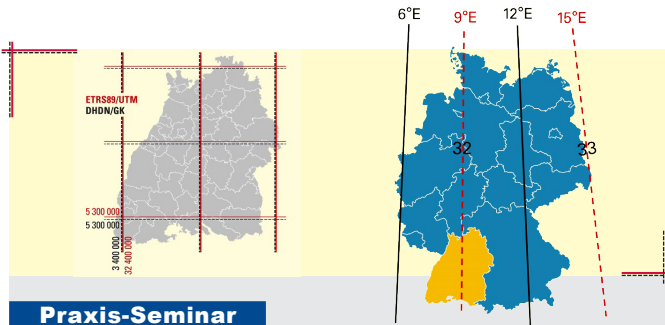 6°E
9°E
12°E
15°E
ETRS89/UTM
DHDN/GK
32
33
5 300 000
5 300 000
3 400 000
32 400 000
Praxis-Seminar